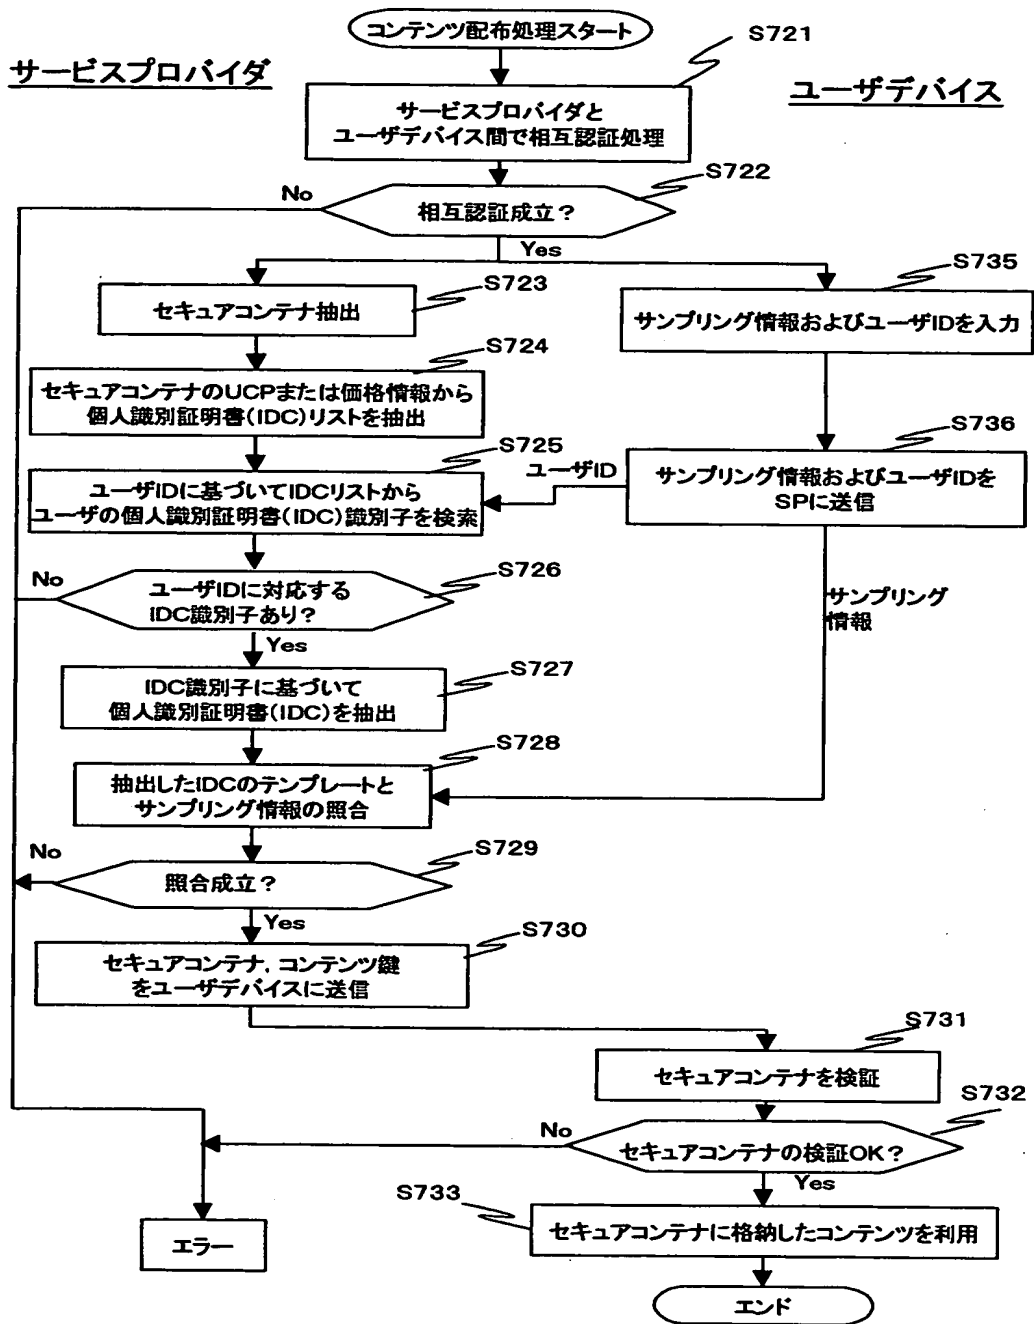 コンテンツ配布処理スタート
S721
サービスプロバイダ
ユーザデバイス
サービスプロバイダと
ユーザデバイス間で相互認証処理
S722
No
相互認証成立?
Yes
S723
S735
セキュアコンテナ抽出
サンプリング情報およびユーザIDを入力
S724
セキュアコンテナのUCPまたは価格情報から
個人識別証明書(IDC)リストを抽出
S725
S736
ユーザID
ユーザIDに基づいてIDCリストから
ユーザの個人識別証明書(IDC)識別子を検索
サンプリング情報およびユーザIDを
SPに送信
S726
No
ユーザIDに対応する
IDC識別子あり?
サンプリング
情報
Yes
S727
IDC識別子に基づいて
個人識別証明書(IDC)を抽出
S728
抽出したIDCのテンプレートと
サンプリング情報の照合
S729
No
照合成立?
Yes
S730
セキュアコンテナ,コンテンツ鍵
をユーザデバイスに送信
S731
セキュアコンテナを検証
S732
No
セキュアコンテナの検証OK?
Yes
S733
セキュアコンテナに格納したコンテンツを利用
エラー
エンド